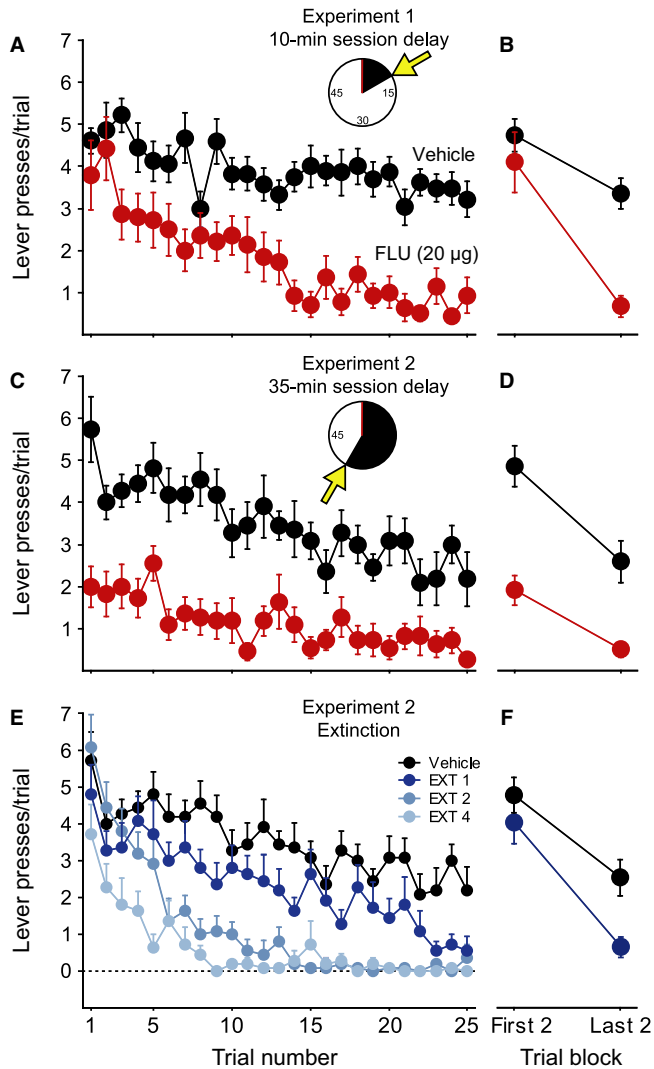 A
Experiment 1
10-min session delay
B
45
15
30
Vehicle
FLU (20 µg)
Lever presses/trial
7
6
5
4
3
2
1
C
Experiment 2
35-min session delay
D
45
Lever presses/trial
7
6
5
4
3
2
1
E
Experiment 2
Extinction
F
Vehicle
EXT 1
EXT 2
EXT 4
Lever presses/trial
7
6
5
4
3
2
1
0
1 5 10 15 20 25
First 2 Last 2
Trial number
Trial block